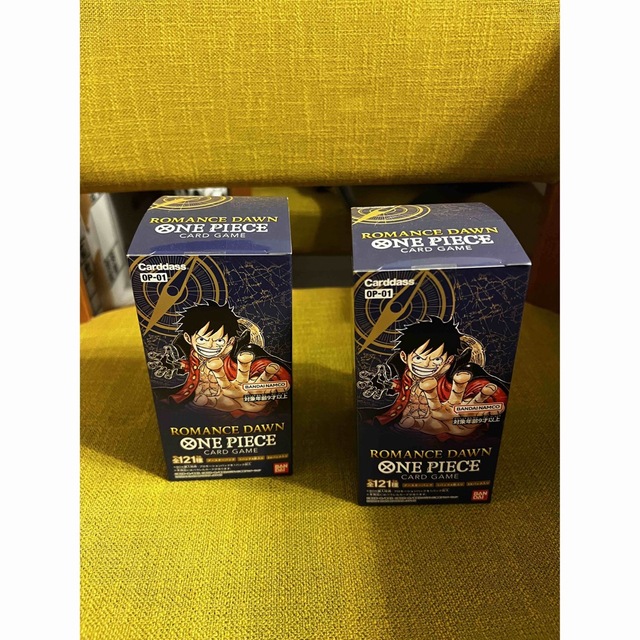 ROMANCE DAWN
ONE PIECE
CARD GAME
Carddass
OP-01
BANDAI NAMCO
対象年齢9才以上
ROMANCE DAWN
ONE PIECE
CARD GAME
全121種
BANDAI
ROMANCE DAWN
ONE PIECE
CARD GAME
Carddass
OP-01
BANDAI NAMCO
対象年齢9才以上
ROMANCE DAWN
ONE PIECE
CARD GAME
全121種
BANDAI